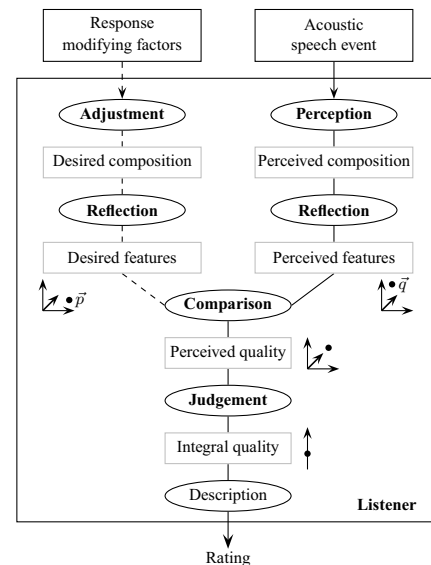 Response
modifying factors
Acoustic
speech event
Adjustment
Perception
Desired composition
Perceived composition
Reflection
Reflection
Desired features
Perceived features
p⃗
q⃗
Comparison
Perceived quality
Judgement
Integral quality
Description
Listener
Rating